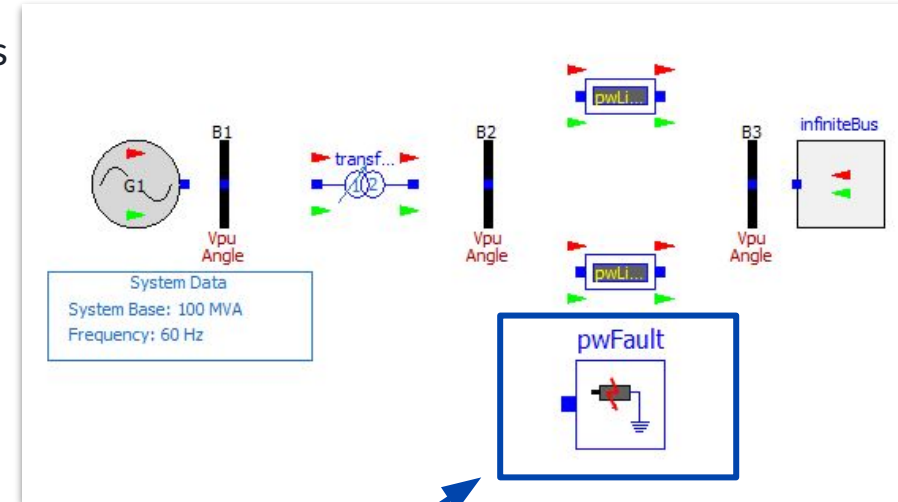 s
pwLi...
B1
B2
B3
infiniteBus
transf...
G1
1 2
Vpu
Angle
Vpu
Angle
Vpu
Angle
pwLi...
System Data
System Base: 100 MVA
Frequency: 60 Hz
pwFault